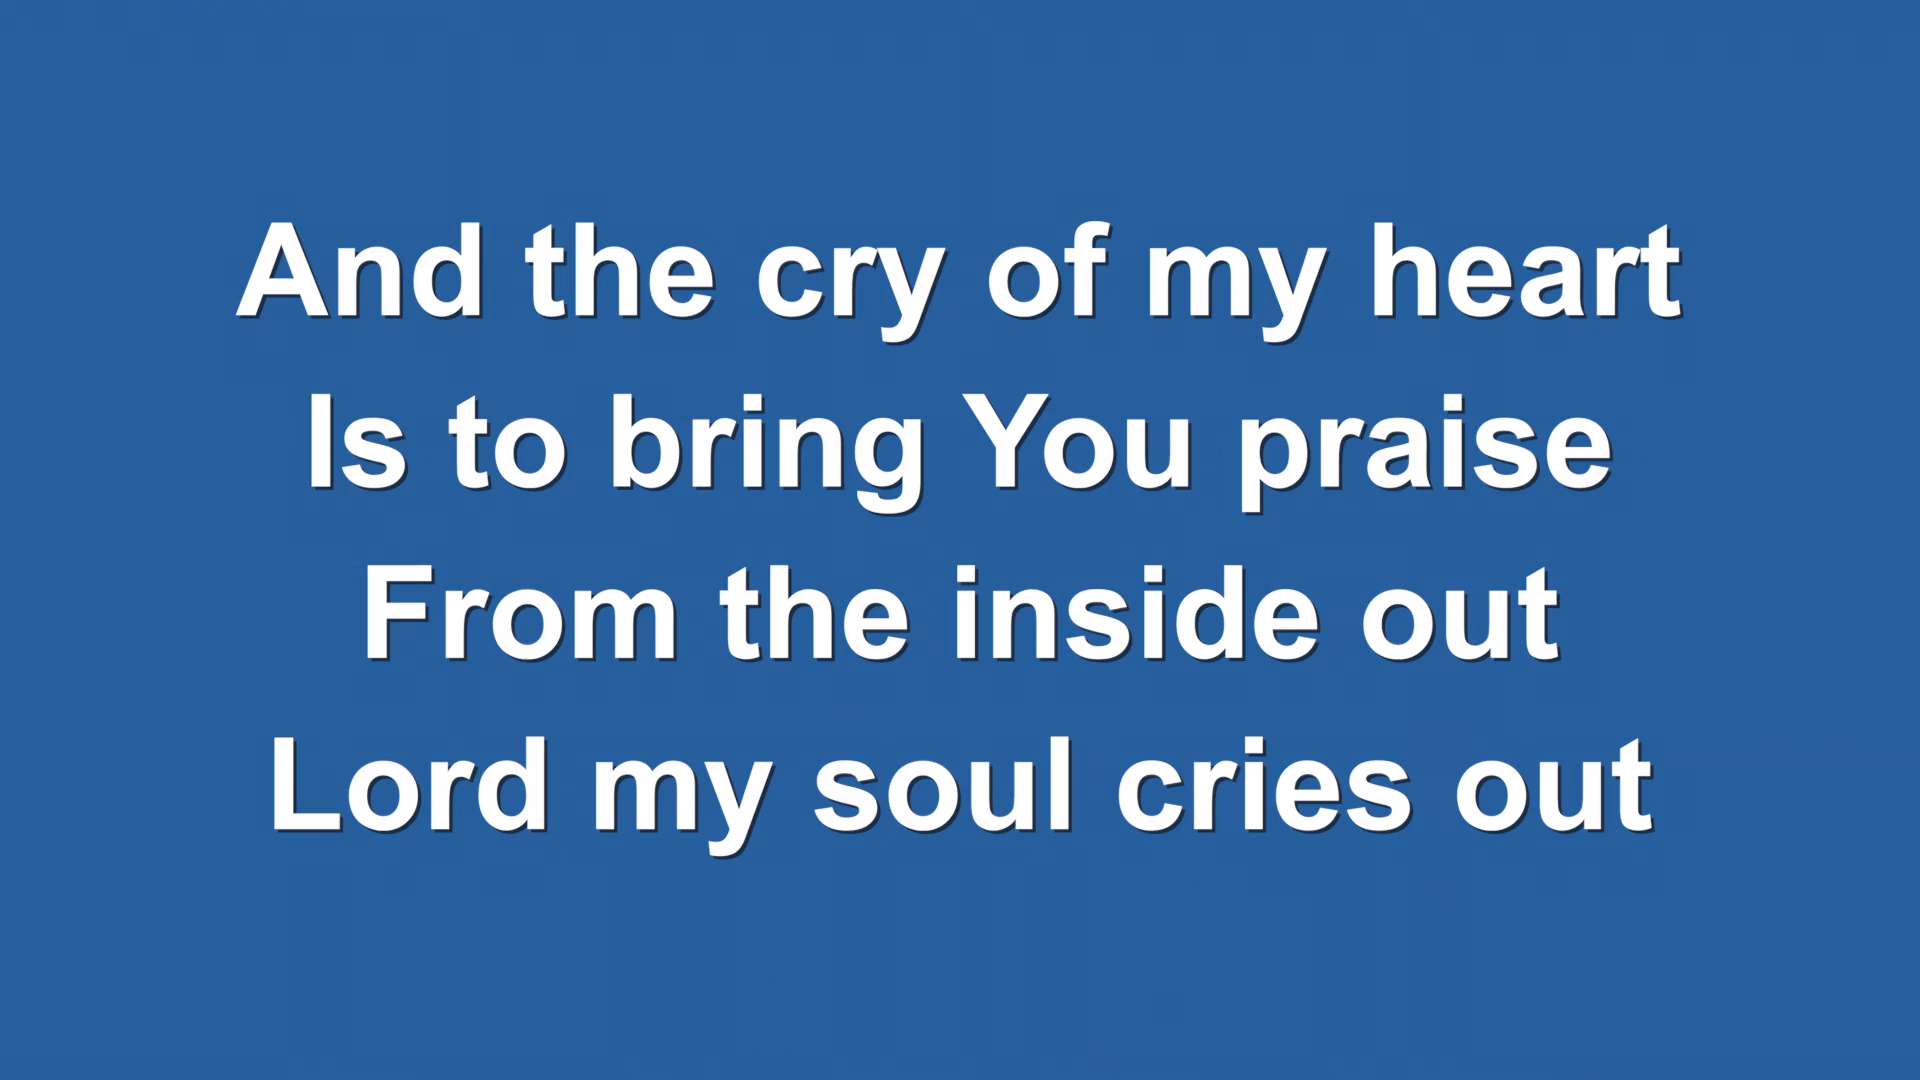 And the cry of my heart
Is to bring You praise
From the inside out
Lord my soul cries out